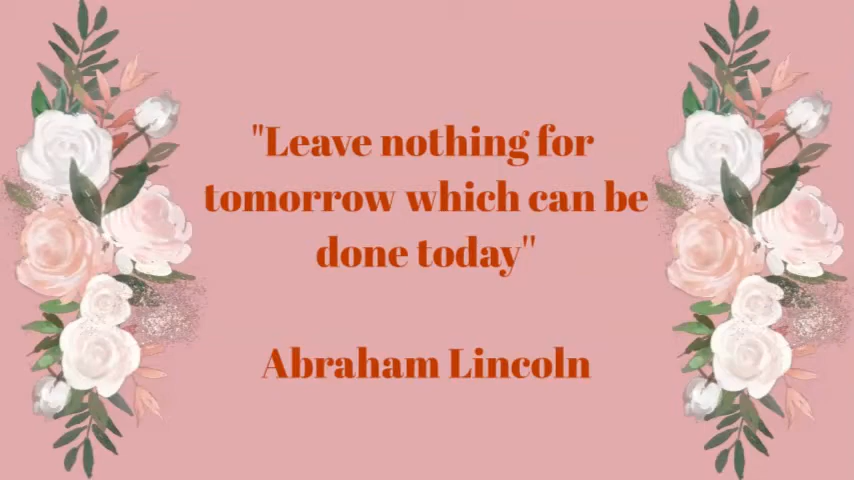 "Leave nothing for
tomorrow which can be
done today"
Abraham Lincoln